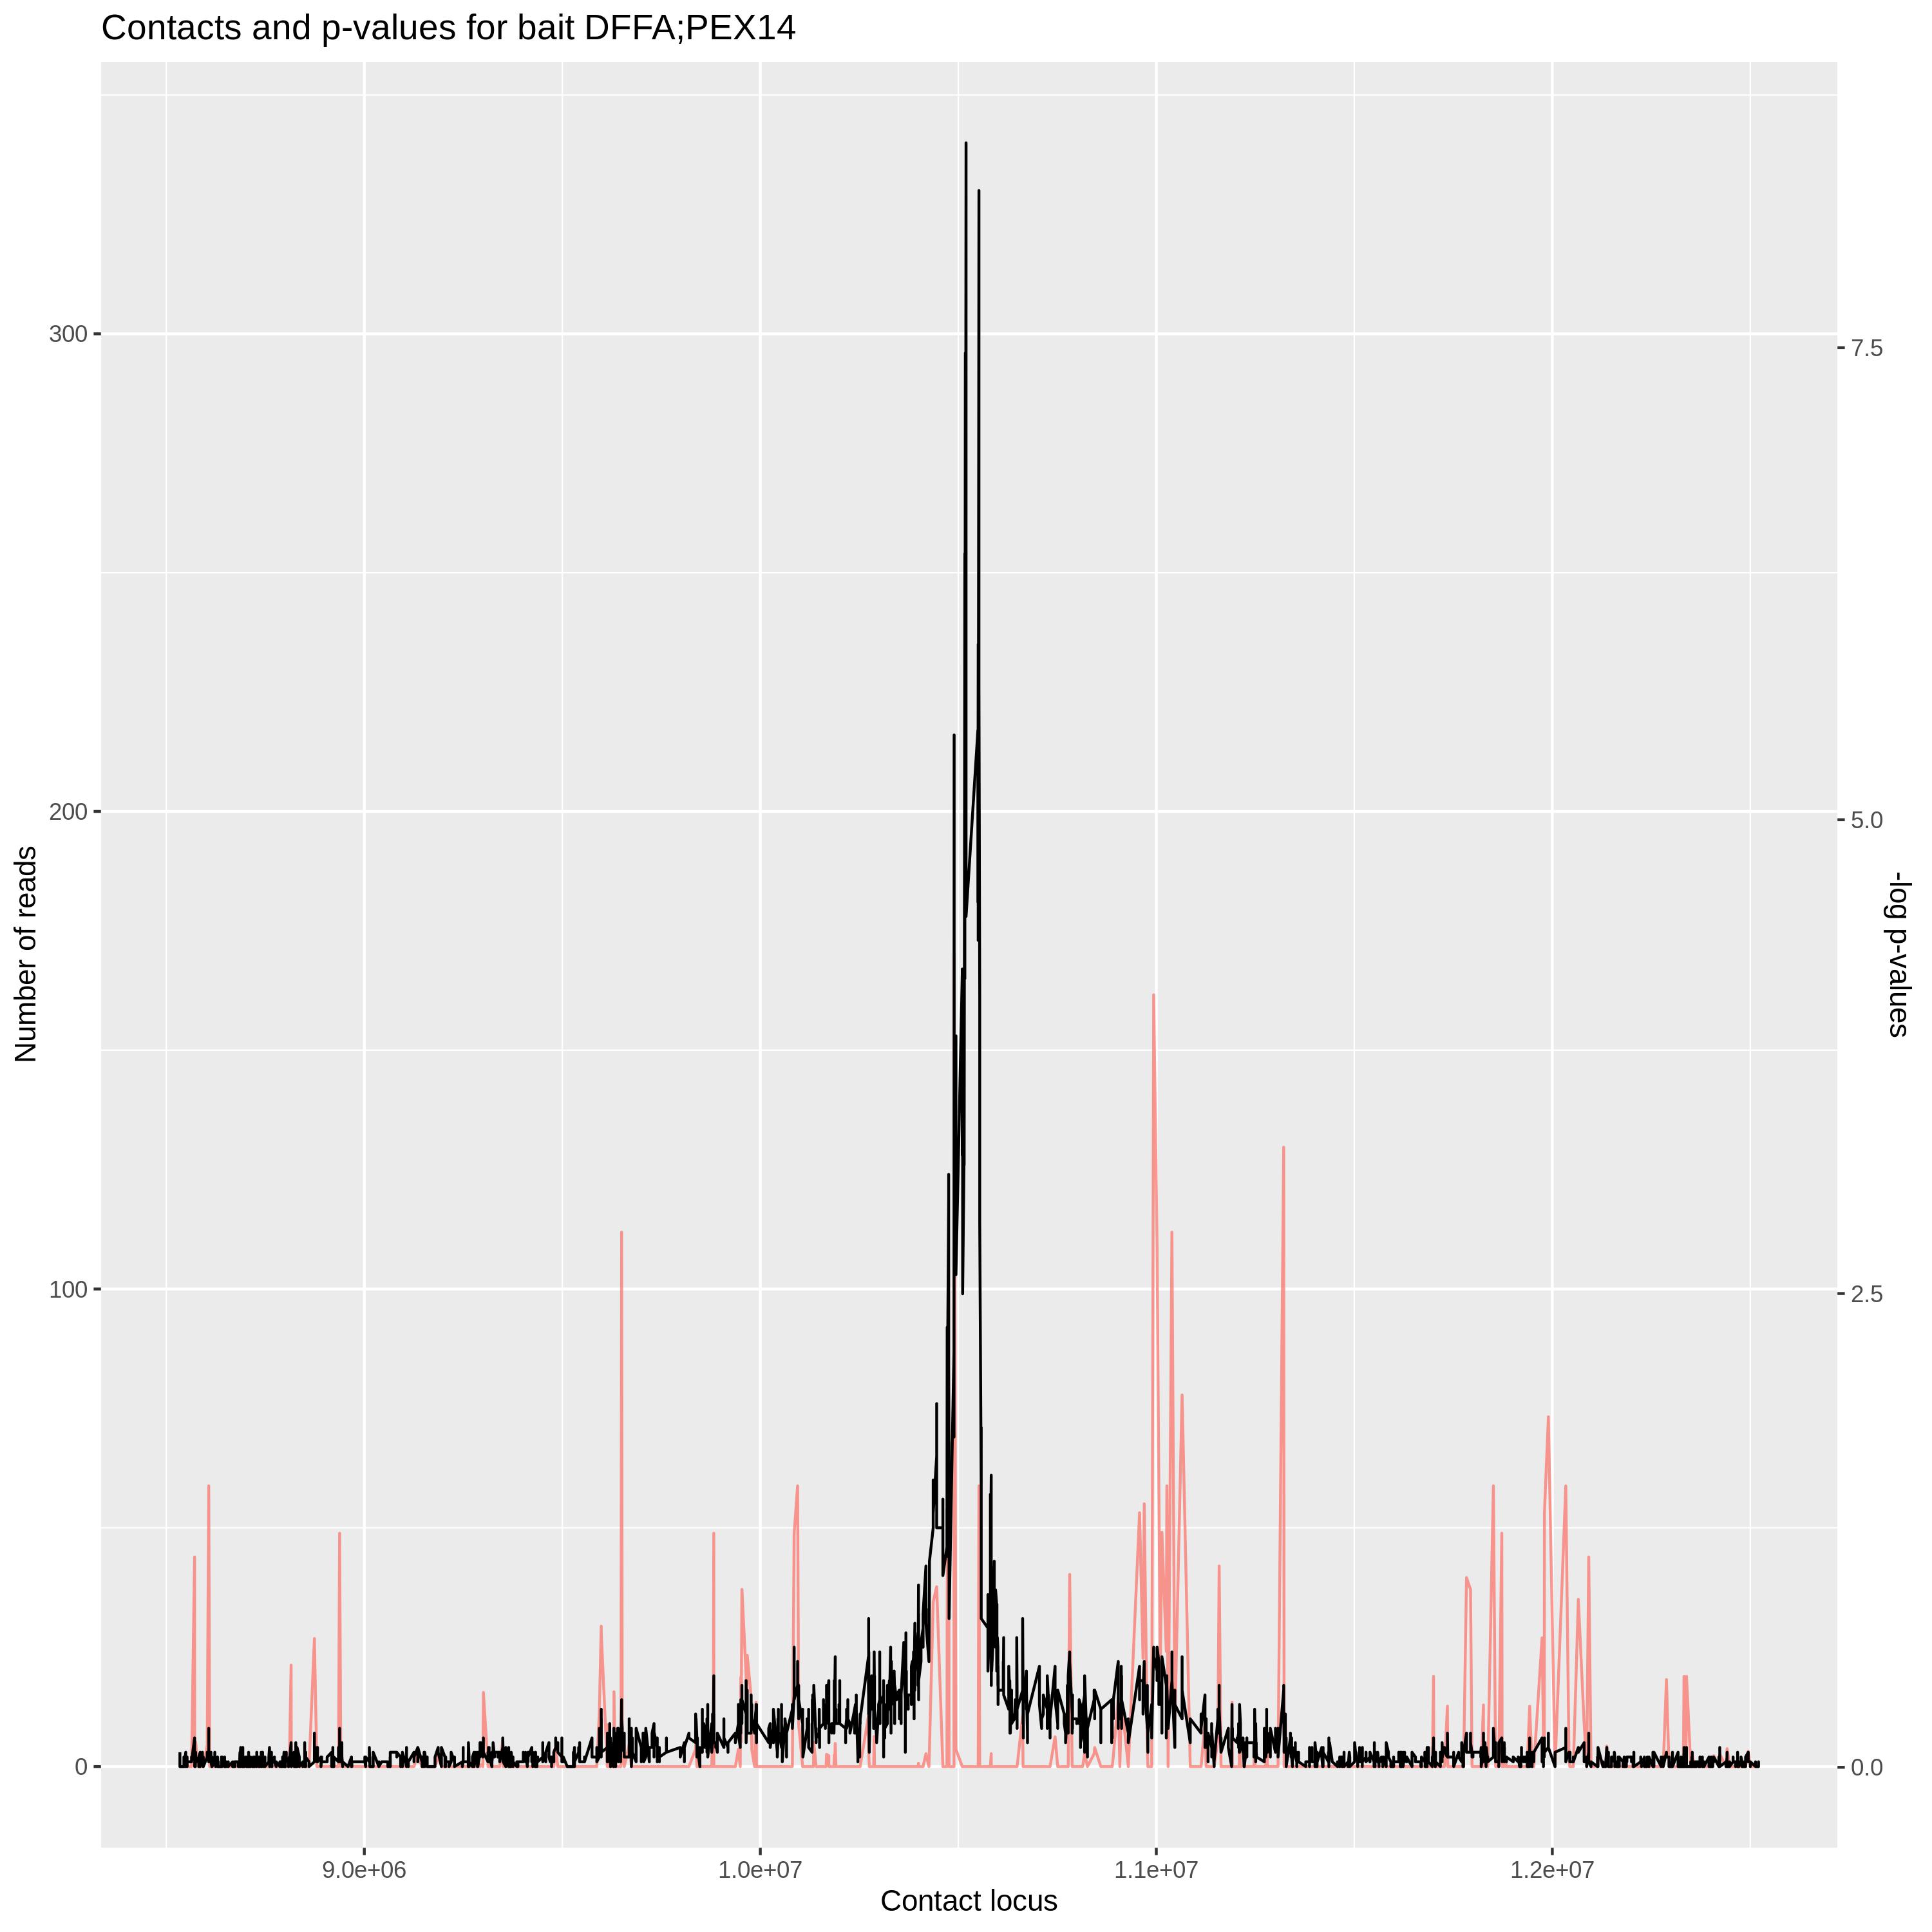 Contacts and p-values for bait DFFA;PEX14
300
200
100
0
Number of reads
7.5
5.0
2.5
0.0
-log p-values
9.0e+06
1.0e+07
1.1e+07
1.2e+07
Contact locus